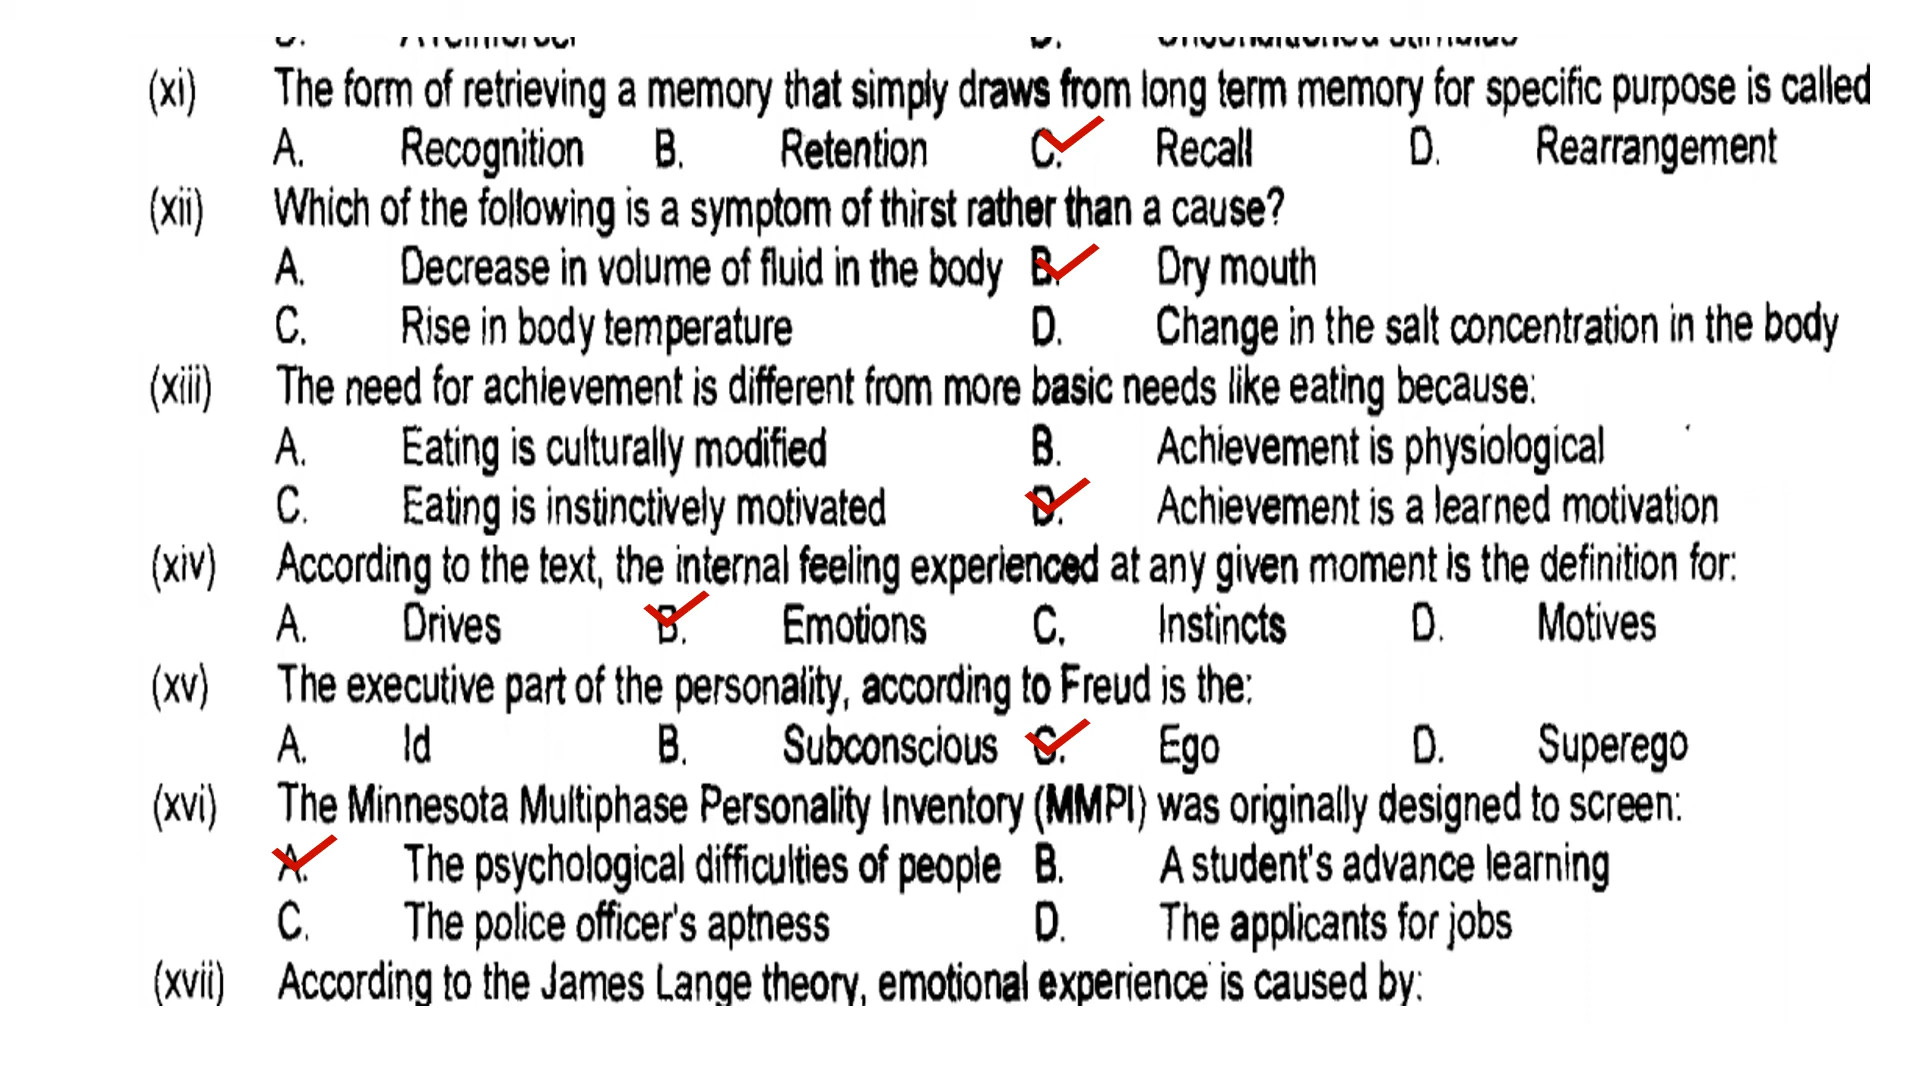 B. A reinforcer D. Unconditioned stimulus
(xi) The form of retrieving a memory that simply draws from long term memory for specific purpose is called
A. Recognition B. Retention C. Recall D. Rearrangement
(xii) Which of the following is a symptom of thirst rather than a cause?
A. Decrease in volume of fluid in the body B. Dry mouth
C. Rise in body temperature D. Change in the salt concentration in the body
(xiii) The need for achievement is different from more basic needs like eating because:
A. Eating is culturally modified B. Achievement is physiological
C. Eating is instinctively motivated D. Achievement is a learned motivation
(xiv) According to the text, the internal feeling experienced at any given moment is the definition for:
A. Drives B. Emotions C. Instincts D. Motives
(xv) The executive part of the personality, according to Freud is the:
A. Id B. Subconscious C. Ego D. Superego
(xvi) The Minnesota Multiphase Personality Inventory (MMPI) was originally designed to screen:
A. The psychological difficulties of people B. A student's advance learning
C. The police officer's aptness D. The applicants for jobs
(xvii) According to the James Lange theory, emotional experience is caused by: